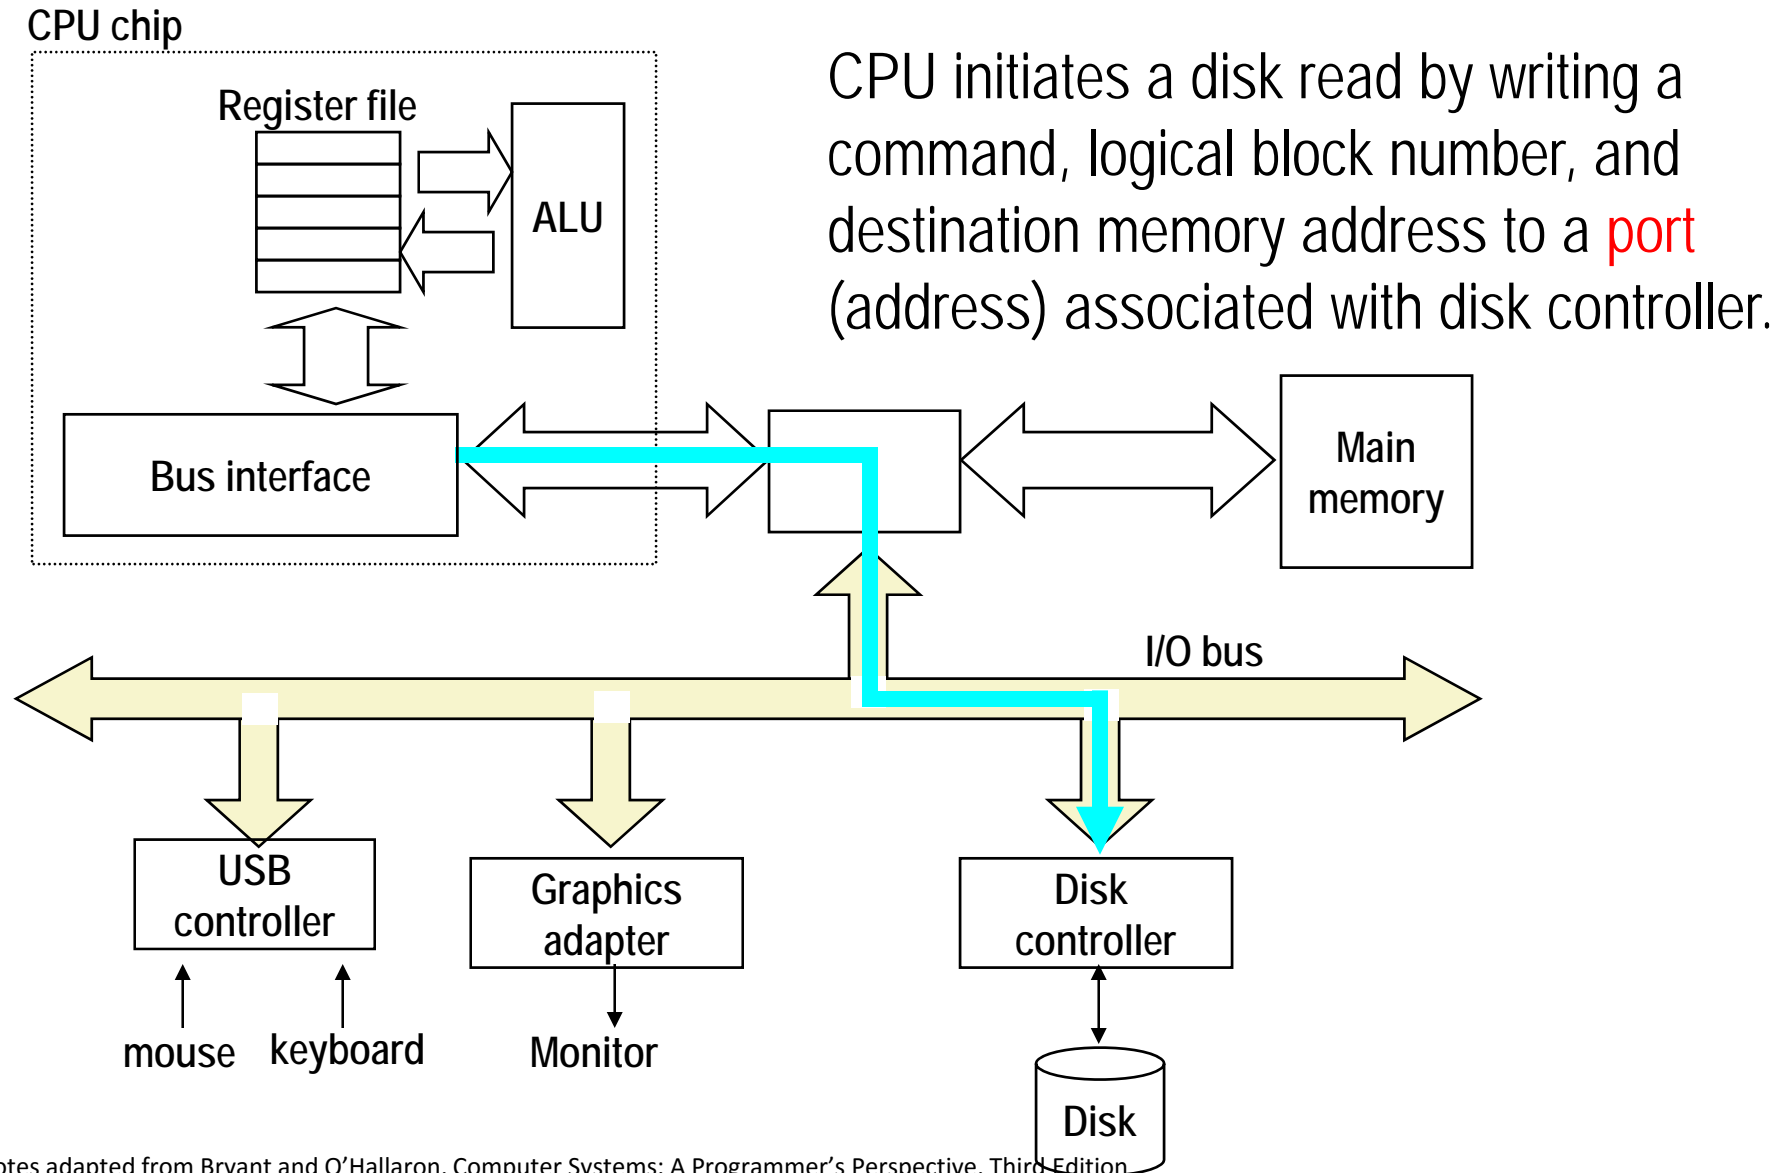 CPU chip
CPU initiates a disk read by writing a
command, logical block number, and
destination memory address to a port
(address) associated with disk controller.
Register file
ALU
Bus interface
Main
memory
I/O bus
USB
controller
Graphics
adapter
Disk
controller
mouse
keyboard
Monitor
Disk
adapted from Bryant and O'Hallaron, Computer Systems: A Programmer's Perspective, Third Edition